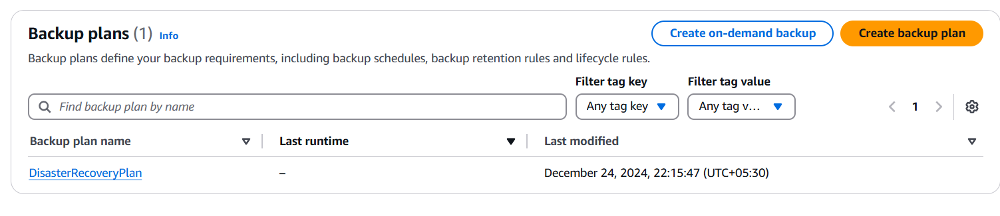 Backup plans (1) Info
Create on-demand backup
Create backup plan
Backup plans define your backup requirements, including backup schedules, backup retention rules and lifecycle rules.
Filter tag key
Filter tag value
Find backup plan by name
Any tag key
Any tag v...
1
Backup plan name
Last runtime
Last modified
DisasterRecoveryPlan
–
December 24, 2024, 22:15:47 (UTC+05:30)